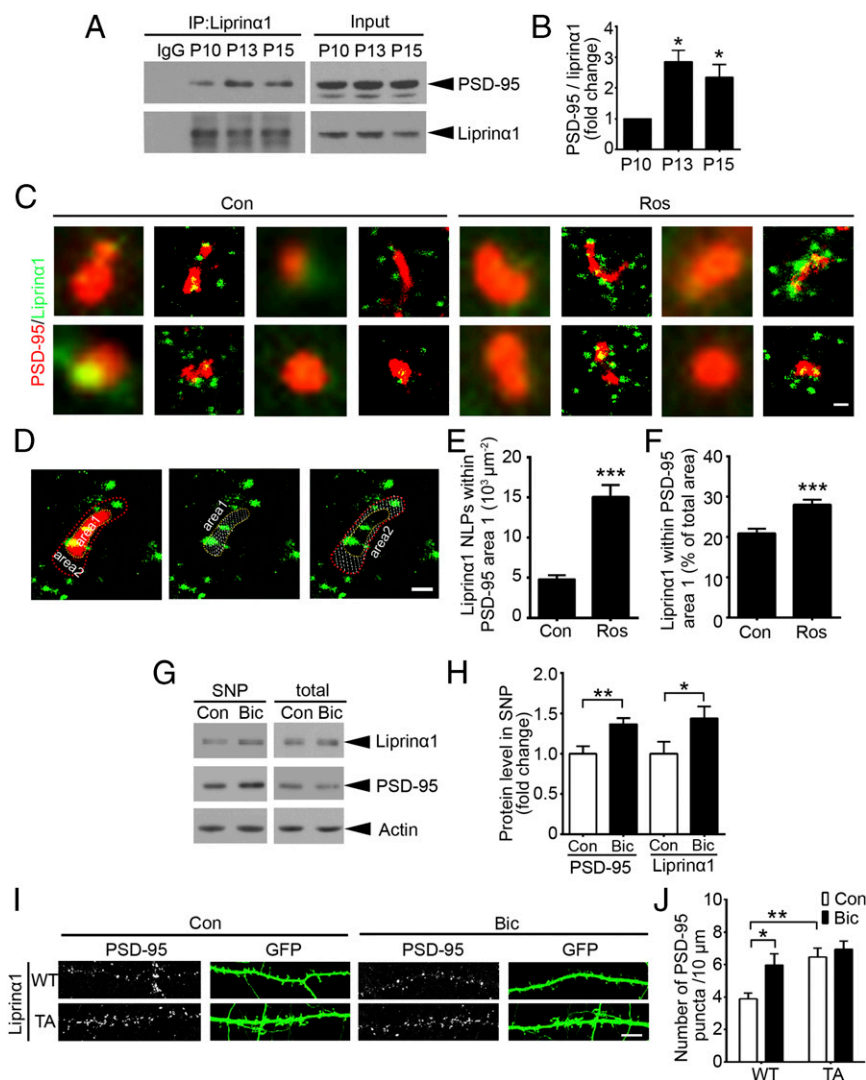 A
IP:Liprinα1
Input
IgG P10 P13 P15
P10 P13 P15
PSD-95
Liprinα1
B
PSD-95 / liprinα1
(fold change)
4
3
2
1
0
*
*
P10 P13 P15
C
Con
Ros
PSD-95/Liprinα1
D
area1
area2
area1
area2
E
Liprinα1 NLPs within
PSD-95 area 1 (10³ μm⁻²)
20
15
10
5
0
***
Con Ros
F
Liprinα1 within PSD-95
area 1 (% of total area)
40
30
20
10
0
***
Con Ros
G
SNP
total
Con Bic
Con Bic
Liprinα1
PSD-95
Actin
H
Protein level in SNP
(fold change)
2.0
1.5
1.0
0.5
0.0
**
*
Con Bic Con Bic
PSD-95
Liprinα1
I
Con
Bic
PSD-95
GFP
PSD-95
GFP
Liprinα1
WT
TA
J
Number of PSD-95
puncta /10 μm
10
8
6
4
2
0
**
*
Con
Bic
WT
TA